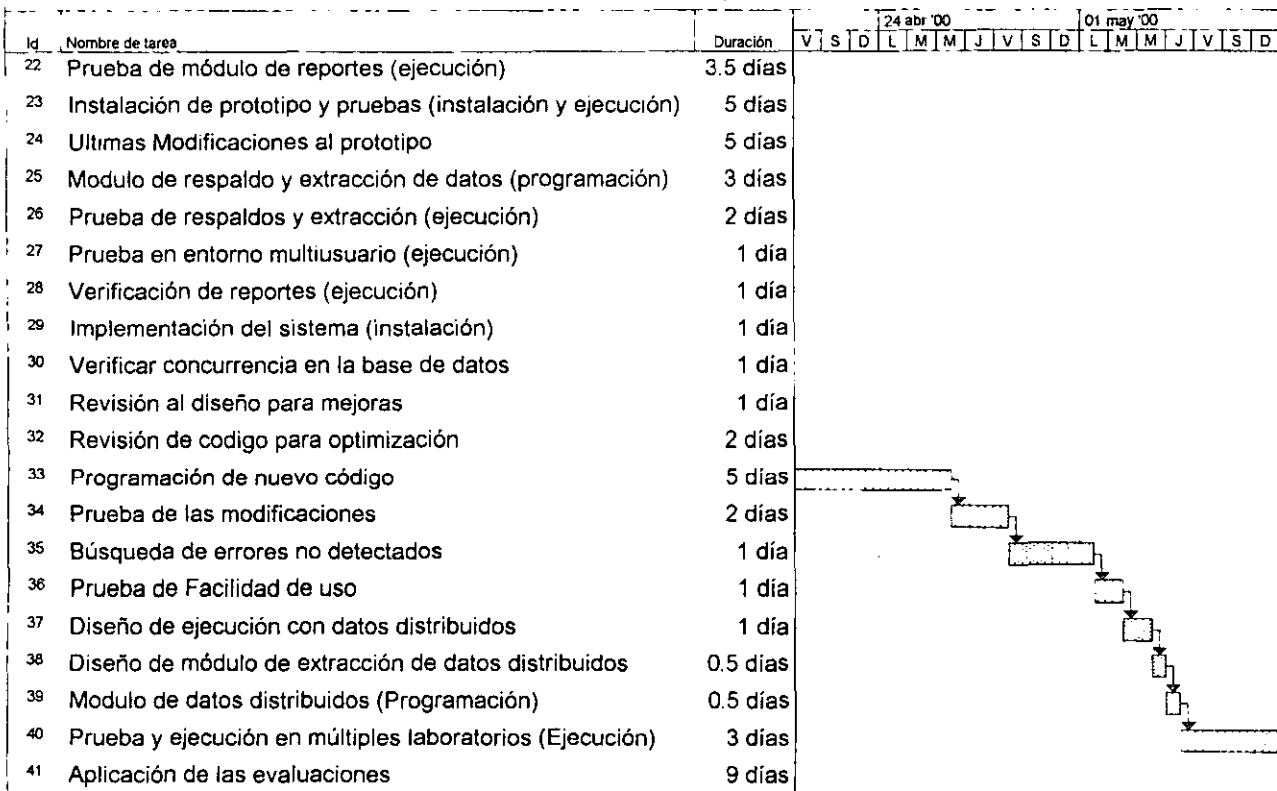 24 abr '00 01 may '00
Id Nombre de tarea Duración V S D L M M J V S D L M M J V S D
22 Prueba de módulo de reportes (ejecución) 3.5 días
23 Instalación de prototipo y pruebas (instalación y ejecución) 5 días
24 Ultimas Modificaciones al prototipo 5 días
25 Modulo de respaldo y extracción de datos (programación) 3 días
26 Prueba de respaldos y extracción (ejecución) 2 días
27 Prueba en entorno multiusuario (ejecución) 1 día
28 Verificación de reportes (ejecución) 1 día
29 Implementación del sistema (instalación) 1 día
30 Verificar concurrencia en la base de datos 1 día
31 Revisión al diseño para mejoras 1 día
32 Revisión de codigo para optimización 2 días
33 Programación de nuevo código 5 días
34 Prueba de las modificaciones 2 días
35 Búsqueda de errores no detectados 1 día
36 Prueba de Facilidad de uso 1 día
37 Diseño de ejecución con datos distribuidos 1 día
38 Diseño de módulo de extracción de datos distribuidos 0.5 días
39 Modulo de datos distribuidos (Programación) 0.5 días
40 Prueba y ejecución en múltiples laboratorios (Ejecución) 3 días
41 Aplicación de las evaluaciones 9 días